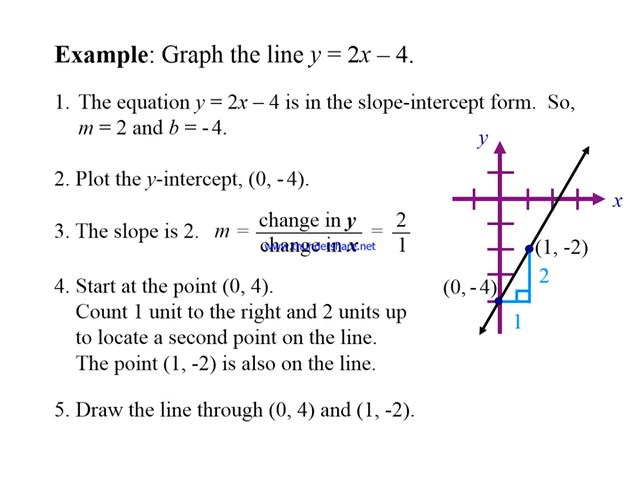 Example: Graph the line y = 2x – 4.
1. The equation y = 2x – 4 is in the slope-intercept form. So,
m = 2 and b = - 4.
2. Plot the y-intercept, (0, - 4).
3. The slope is 2. m = change in y / change in x = 2 / 1
www.thundershare.net
4. Start at the point (0, 4).
Count 1 unit to the right and 2 units up
to locate a second point on the line.
The point (1, -2) is also on the line.
5. Draw the line through (0, 4) and (1, -2).
y
x
(1, -2)
2
(0, - 4)
1